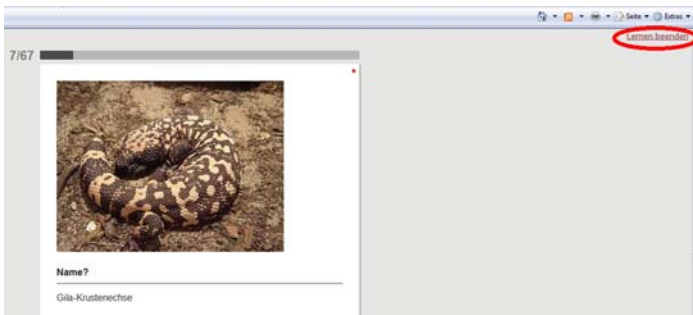 Seite Extras
Lernen beenden
7/67
Name?
Gila-Krustenechse